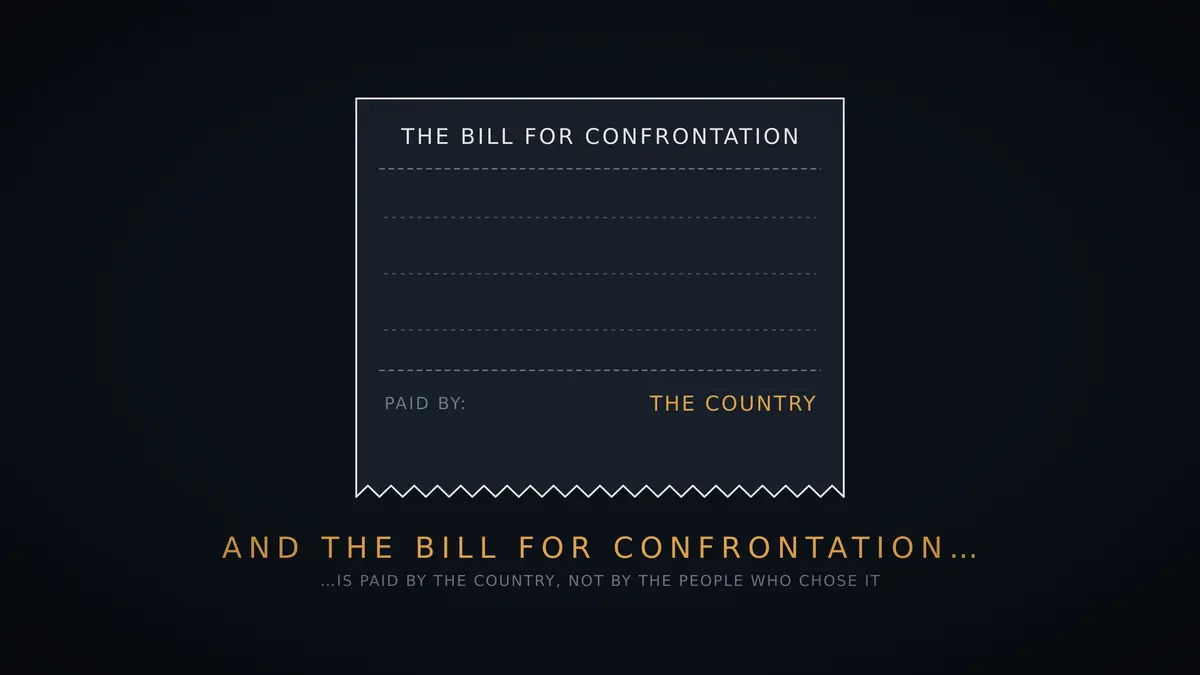 THE BILL FOR CONFRONTATION
PAID BY: THE COUNTRY
AND THE BILL FOR CONFRONTATION…
…IS PAID BY THE COUNTRY, NOT BY THE PEOPLE WHO CHOSE IT